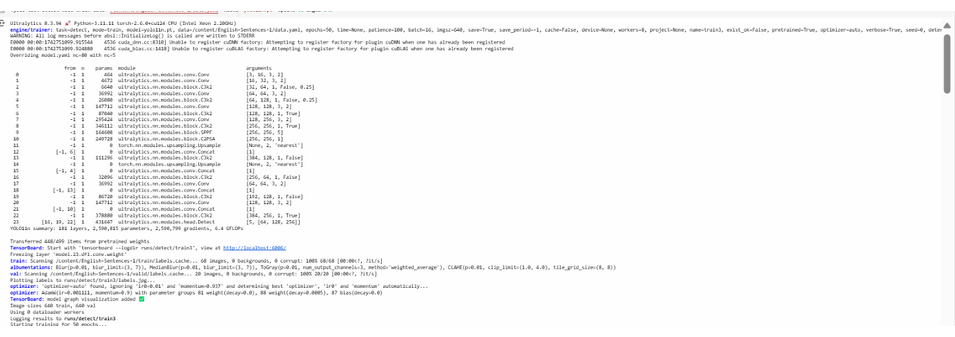 Ultralytics 8.3.94 🚀 Python-3.11.11 torch-2.6.0+cu124 CPU (Intel Xeon 2.20GHz)
engine/trainer: task=detect, mode=train, model=yolo11n.pt, data=/content/English-Sentences-1/data.yaml, epochs=50, time=None, patience=100, batch=16, imgsz=640, save=True, save_period=-1, cache=False, device=None, workers=8, project=None, name=train3, exist_ok=False, pretrained=True, optimizer=auto, verbose=True, seed=0, deter
WARNING: All log messages before absl::InitializeLog() is called are written to STDERR
E0000 00:00:1742751099.915544 4536 cuda_dnn.cc:8310] Unable to register cuDNN factory: Attempting to register factory for plugin cuDNN when one has already been registered
E0000 00:00:1742751099.924880 4536 cuda_blas.cc:1418] Unable to register cuBLAS factory: Attempting to register factory for plugin cuBLAS when one has already been registered
Overriding model.yaml nc=80 with nc=5
from n params module arguments
0 -1 1 464 ultralytics.nn.modules.conv.Conv [3, 16, 3, 2]
1 -1 1 4672 ultralytics.nn.modules.conv.Conv [16, 32, 3, 2]
2 -1 1 6640 ultralytics.nn.modules.block.C3k2 [32, 64, 1, False, 0.25]
3 -1 1 36992 ultralytics.nn.modules.conv.Conv [64, 64, 3, 2]
4 -1 1 26080 ultralytics.nn.modules.block.C3k2 [64, 128, 1, False, 0.25]
5 -1 1 147712 ultralytics.nn.modules.conv.Conv [128, 128, 3, 2]
6 -1 1 87040 ultralytics.nn.modules.block.C3k2 [128, 128, 1, True]
7 -1 1 295424 ultralytics.nn.modules.conv.Conv [128, 256, 3, 2]
8 -1 1 346112 ultralytics.nn.modules.block.C3k2 [256, 256, 1, True]
9 -1 1 164608 ultralytics.nn.modules.block.SPPF [256, 256, 5]
10 -1 1 249728 ultralytics.nn.modules.block.C2PSA [256, 256, 1]
11 -1 1 0 torch.nn.modules.upsampling.Upsample [None, 2, 'nearest']
12 [-1, 6] 1 0 ultralytics.nn.modules.conv.Concat [1]
13 -1 1 111296 ultralytics.nn.modules.block.C3k2 [384, 128, 1, False]
14 -1 1 0 torch.nn.modules.upsampling.Upsample [None, 2, 'nearest']
15 [-1, 4] 1 0 ultralytics.nn.modules.conv.Concat [1]
16 -1 1 32096 ultralytics.nn.modules.block.C3k2 [256, 64, 1, False]
17 -1 1 36992 ultralytics.nn.modules.conv.Conv [64, 64, 3, 2]
18 [-1, 13] 1 0 ultralytics.nn.modules.conv.Concat [1]
19 -1 1 86720 ultralytics.nn.modules.block.C3k2 [192, 128, 1, False]
20 -1 1 147712 ultralytics.nn.modules.conv.Conv [128, 128, 3, 2]
21 [-1, 10] 1 0 ultralytics.nn.modules.conv.Concat [1]
22 -1 1 378880 ultralytics.nn.modules.block.C3k2 [384, 256, 1, True]
23 [16, 19, 22] 1 431647 ultralytics.nn.modules.head.Detect [5, [64, 128, 256]]
YOLO11n summary: 181 layers, 2,590,815 parameters, 2,590,799 gradients, 6.4 GFLOPs
Transferred 448/499 items from pretrained weights
TensorBoard: Start with 'tensorboard --logdir runs/detect/train3', view at http://localhost:6006/
Freezing layer 'model.23.dfl.conv.weight'
train: Scanning /content/English-Sentences-1/train/labels.cache... 60 images, 0 backgrounds, 0 corrupt: 100% 60/60 [00:00<?, ?it/s]
albumentations: Blur(p=0.01, blur_limit=(3, 7)), MedianBlur(p=0.01, blur_limit=(3, 7)), ToGray(p=0.01, num_output_channels=3, method='weighted_average'), CLAHE(p=0.01, clip_limit=(1.0, 4.0), tile_grid_size=(8, 8))
val: Scanning /content/English-Sentences-1/valid/labels.cache... 20 images, 0 backgrounds, 0 corrupt: 100% 20/20 [00:00<?, ?it/s]
Plotting labels to runs/detect/train3/labels.jpg...
optimizer: 'optimizer=auto' found, ignoring 'lr0=0.01' and 'momentum=0.937' and determining best 'optimizer', 'lr0' and 'momentum' automatically...
optimizer: AdamW(lr=0.001111, momentum=0.9) with parameter groups 81 weight(decay=0.0), 88 weight(decay=0.0005), 87 bias(decay=0.0)
TensorBoard: model graph visualization added ✅
Image sizes 640 train, 640 val
Using 0 dataloader workers
Logging results to runs/detect/train3
Starting training for 50 epochs...